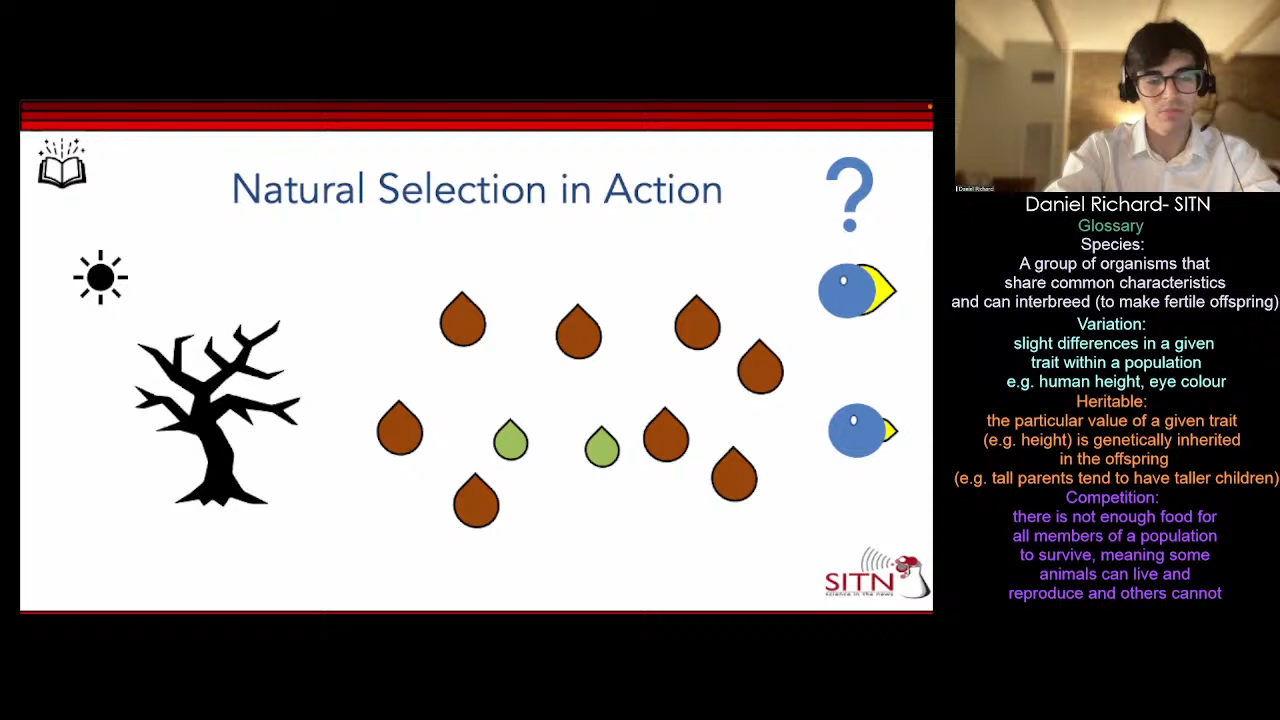 Natural Selection in Action
?
SITN
science in the news
Daniel Richard
Daniel Richard- SITN
Glossary
Species:
A group of organisms that
share common characteristics
and can interbreed (to make fertile offspring)
Variation:
slight differences in a given
trait within a population
e.g. human height, eye colour
Heritable:
the particular value of a given trait
(e.g. height) is genetically inherited
in the offspring
(e.g. tall parents tend to have taller children)
Competition:
there is not enough food for
all members of a population
to survive, meaning some
animals can live and
reproduce and others cannot